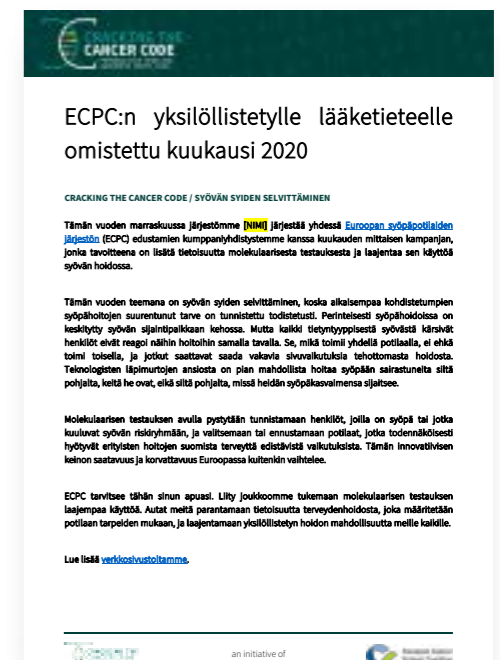 CRACKING THE
CANCER CODE
ECPC:n yksilöllistetylle lääketieteelle
omistettu kuukausi 2020
CRACKING THE CANCER CODE / SYÖVÄN SYIDEN SELVITTÄMINEN
Tämän vuoden marraskuussa järjestömme [NIMI] järjestää yhdessä Euroopan syöpäpotilaiden
järjestön (ECPC) edustamien kumppaniyhdistystemme kanssa kuukauden mittaisen kampanjan,
jonka tavoitteena on lisätä tietoisuutta molekulaarisesta testauksesta ja laajentaa sen käyttöä
syövän hoidossa.
Tämän vuoden teemana on syövän syiden selvittäminen, koska aikaisempaa kohdistetumpien
syöpähoitojen suurentunut tarve on tunnistettu todistetusti. Perinteisesti syöpähoidoissa on
keskitytty syövän sijaintipaikkaan kehossa. Mutta kaikki tietyntyyppisestä syövästä kärsivät
henkilöt eivät reagoi näihin hoitoihin samalla tavalla. Se, mikä toimii yhdellä potilaalla, ei ehkä
toimi toisella, ja jotkut saattavat saada vakavia sivuvaikutuksia tehottomasta hoidosta.
Teknologisten läpimurtojen ansiosta on pian mahdollista hoitaa syöpään sairastuneita siltä
pohjalta, keitä he ovat, eikä siltä pohjalta, missä heidän syöpäkasvaimensa sijaitsee.
Molekulaarisen testauksen avulla pystytään tunnistamaan henkilöt, joilla on syöpä tai jotka
kuuluvat syövän riskiryhmään, ja valitsemaan tai ennustamaan potilaat, jotka todennäköisesti
hyötyvät erityisten hoitojen suomista terveyttä edistävistä vaikutuksista. Tämän innovatiivisen
keinon saatavuus ja korvattavuus Euroopassa kuitenkin vaihtelee.
ECPC tarvitsee tähän sinun apuasi. Liity joukkoomme tukemaan molekulaarisen testauksen
laajempaa käyttöä. Autat meitä parantamaan tietoisuutta terveydenhoidosta, joka määritetään
potilaan tarpeiden mukaan, ja laajentamaan yksilöllistetyn hoidon mahdollisuutta meille kaikille.
Lue lisää verkkosivustoltamme.
an initiative of